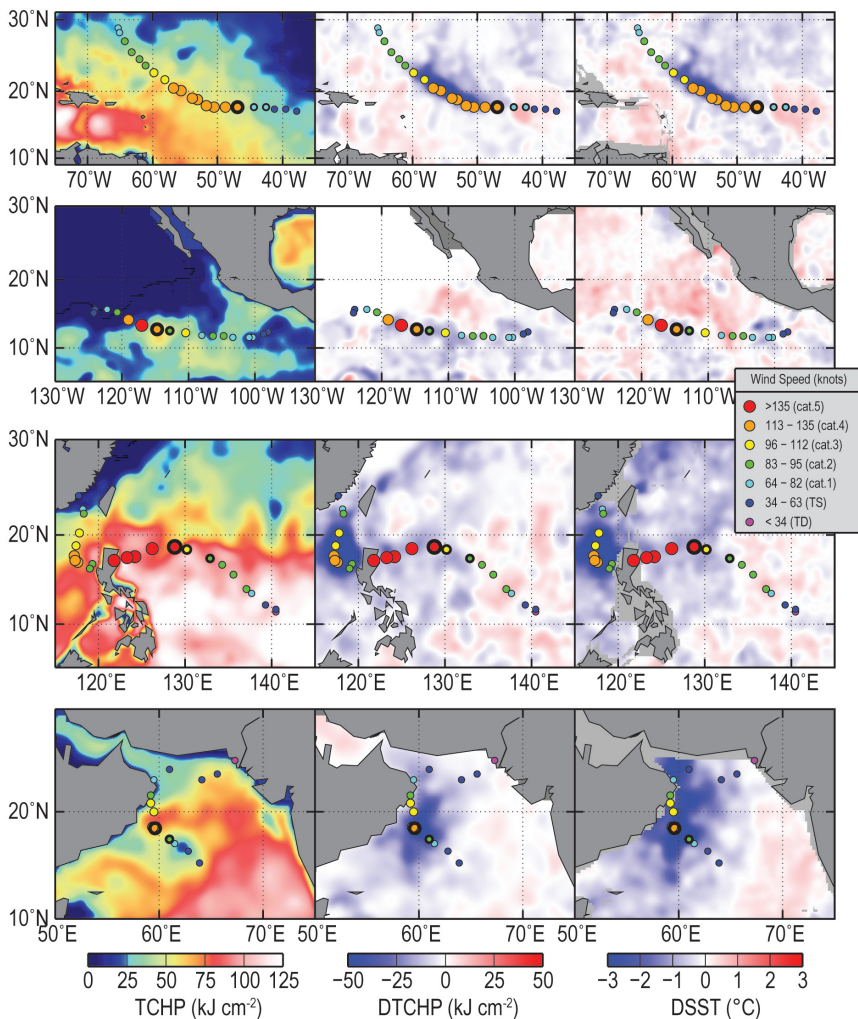 30°N
20°N
10°N
70°W 60°W 50°W 40°W 70°W 60°W 50°W 40°W 70°W 60°W 50°W 40°W
30°N
20°N
10°N
130°W 120°W 110°W 100°W 130°W 120°W 110°W 100°W 130°W 120°W 110°W
Wind Speed (knots)
>135 (cat.5)
113 – 135 (cat.4)
96 – 112 (cat.3)
83 – 95 (cat.2)
64 – 82 (cat.1)
34 – 63 (TS)
< 34 (TD)
30°N
20°N
10°N
120°E 130°E 140°E 120°E 130°E 140°E 120°E 130°E 140°E
20°N
10°N
50°E 60°E 70°E 50°E 60°E 70°E 50°E 60°E 70°E
0 25 50 75 100 125 −50 −25 0 25 50 −3 −2 −1 0 1 2 3
TCHP (kJ cm-2) DTCHP (kJ cm-2) DSST (°C)